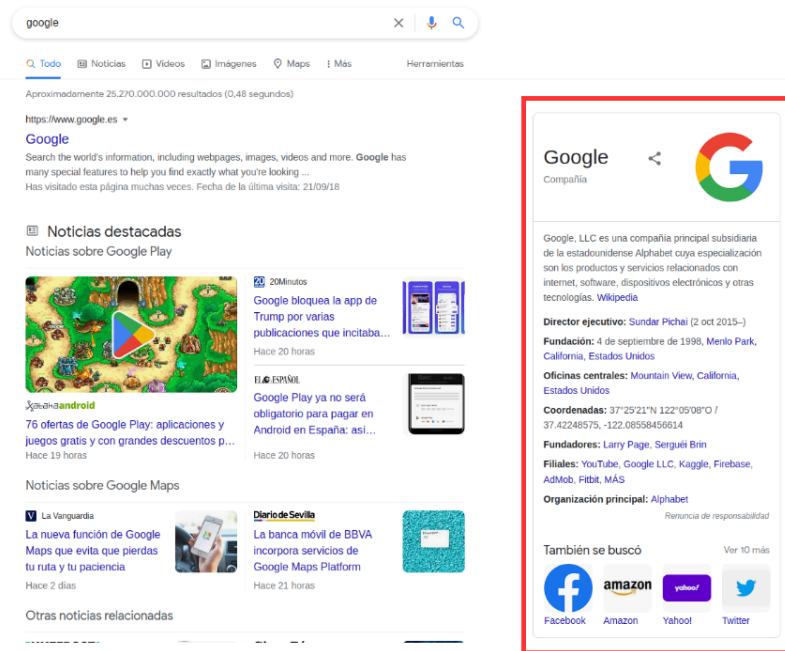 google
Todo
Noticias
Vídeos
Imágenes
Maps
Más
Herramientas
Aproximadamente 25.270.000.000 resultados (0,48 segundos)
https://www.google.es
Google
Search the world's information, including webpages, images, videos and more. Google has
many special features to help you find exactly what you're looking ...
Has visitado esta página muchas veces. Fecha de la última visita: 21/09/18
Noticias destacadas
Noticias sobre Google Play
Xatakandroid
76 ofertas de Google Play: aplicaciones y
juegos gratis y con grandes descuentos p...
Hace 19 horas
20 20Minutos
Google bloquea la app de
Trump por varias
publicaciones que incitaba...
Hace 20 horas
EL ESPAÑOL
Google Play ya no será
obligatorio para pagar en
Android en España: así...
Hace 20 horas
Noticias sobre Google Maps
V La Vanguardia
La nueva función de Google
Maps que evita que pierdas
tu ruta y tu paciencia
Hace 2 días
Diario de Sevilla
La banca móvil de BBVA
incorpora servicios de
Google Maps Platform
Hace 21 horas
Otras noticias relacionadas
Google
Compañía
Google, LLC es una compañía principal subsidiaria
de la estadounidense Alphabet cuya especialización
son los productos y servicios relacionados con
internet, software, dispositivos electrónicos y otras
tecnologías. Wikipedia
Director ejecutivo: Sundar Pichai (2 oct 2015–)
Fundación: 4 de septiembre de 1998, Menlo Park,
California, Estados Unidos
Oficinas centrales: Mountain View, California,
Estados Unidos
Coordenadas: 37°25′21″N 122°05′08″O /
37.42248575, -122.08558456614
Fundadores: Larry Page, Serguéi Brin
Filiales: YouTube, Google LLC, Kaggle, Firebase,
AdMob, Fitbit, MÁS
Organización principal: Alphabet
Renuncia de responsabilidad
También se buscó
Ver 10 más
amazon
yahoo!
Facebook
Amazon
Yahoo!
Twitter